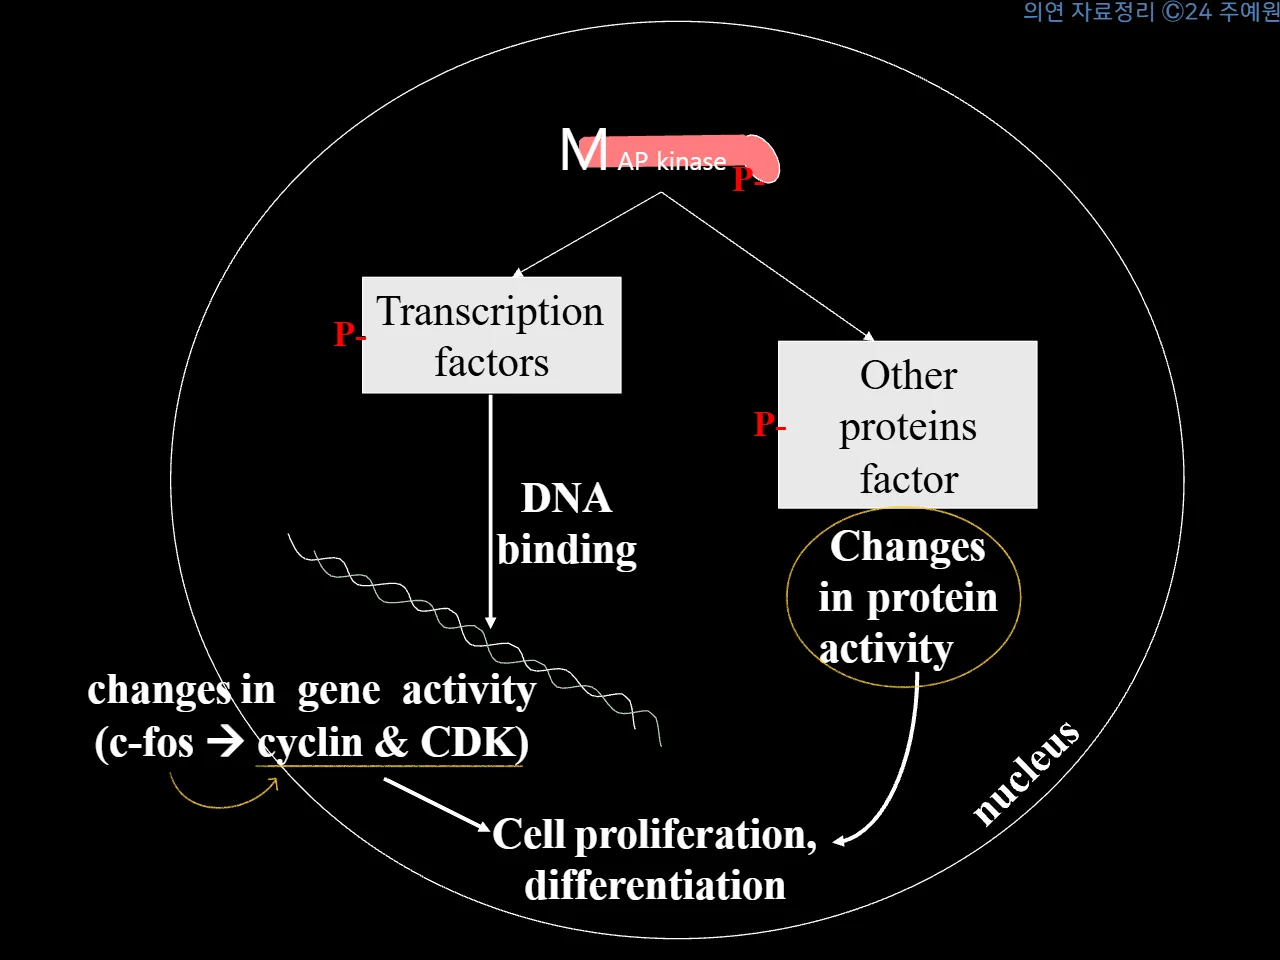 의연 자료정리 Ⓒ24 주예원
MAP kinase
P-
Transcription
factors
P-
Other
proteins
factor
P-
DNA
binding
Changes
in protein
activity
changes in gene activity
(c-fos → cyclin & CDK)
nucleus
Cell proliferation,
differentiation